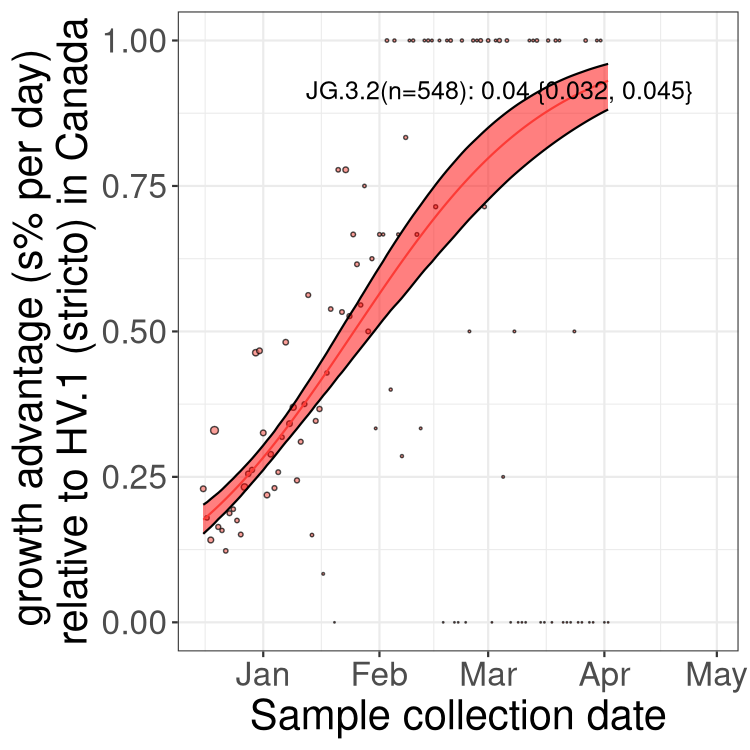 growth advantage (s% per day)
relative to HV.1 (stricto) in Canada
1.00
0.75
0.50
0.25
0.00
JG.3.2(n=548): 0.04 {0.032, 0.045}
Jan Feb Mar Apr May
Sample collection date